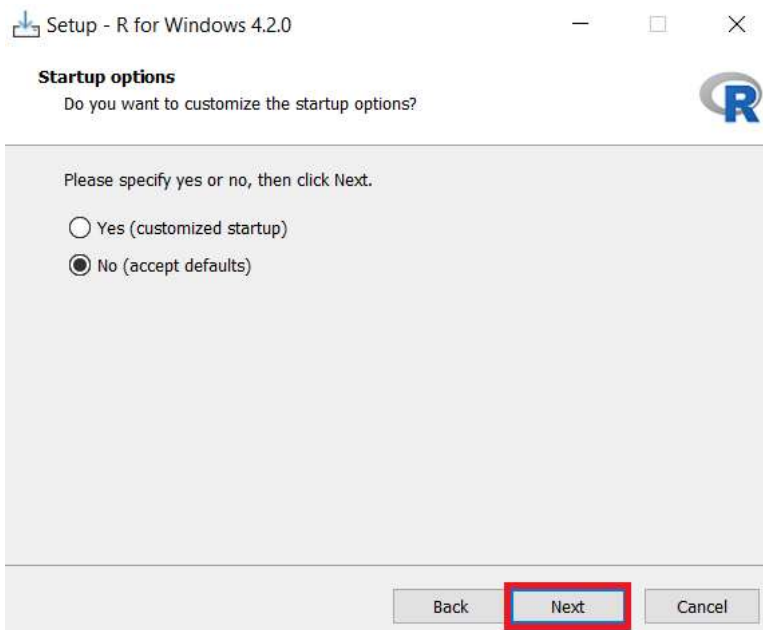 Setup - R for Windows 4.2.0
Startup options
Do you want to customize the startup options?
R
Please specify yes or no, then click Next.
Yes (customized startup)
No (accept defaults)
Back Next Cancel